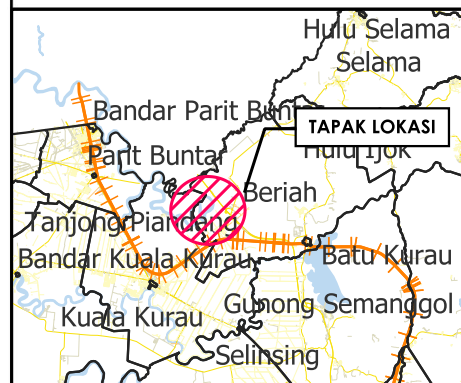 Hulu Selama
Selama
Bandar Parit Buntar
TAPAK LOKASI
Parit Buntar
Hulu Ijok
Beriah
Tanjong Piandang
Bandar Kuala Kurau
Batu Kurau
Gunong Semanggol
Kuala Kurau
Selinsing